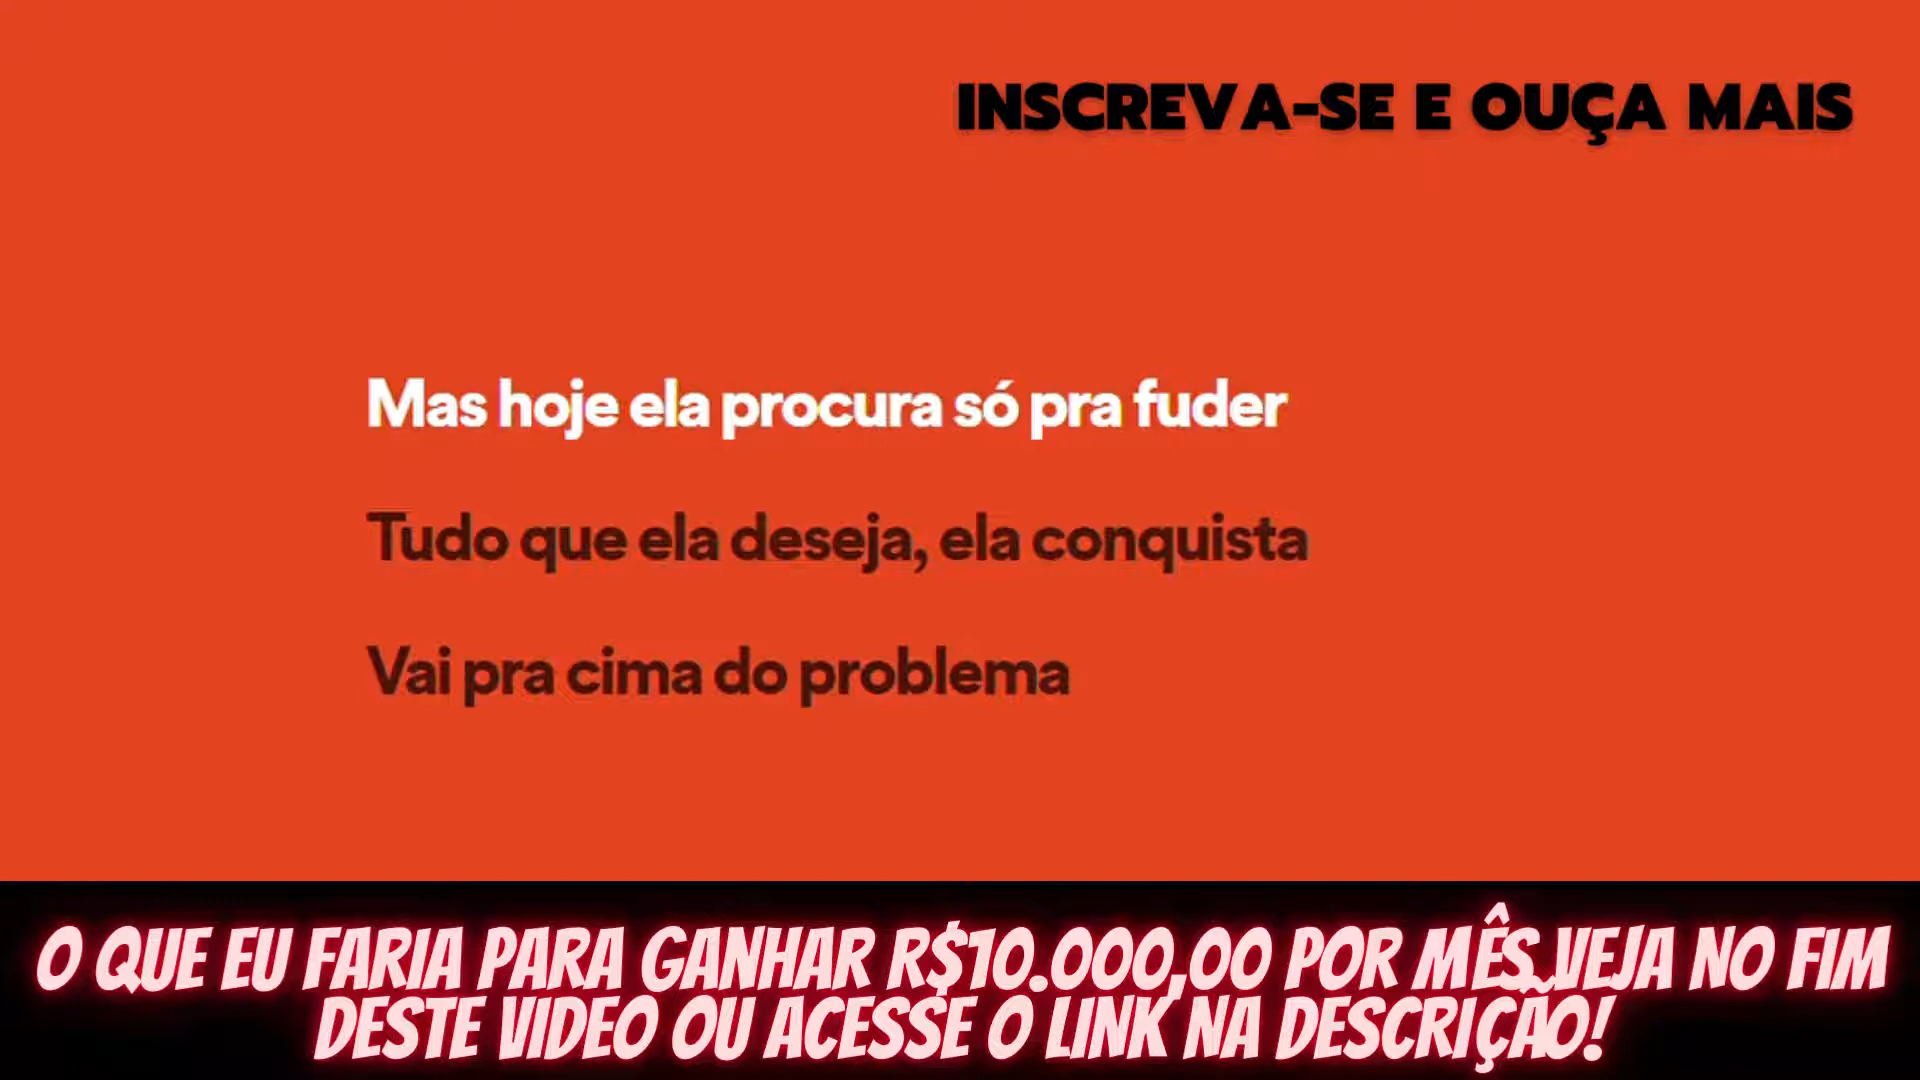 INSCREVA-SE E OUÇA MAIS
Mas hoje ela procura só pra fuder
Tudo que ela deseja, ela conquista
Vai pra cima do problema
O QUE EU FARIA PARA GANHAR R$10.000,00 POR MÊS.VEJA NO FIM
DESTE VIDEO OU ACESSE O LINK NA DESCRIÇÃO!